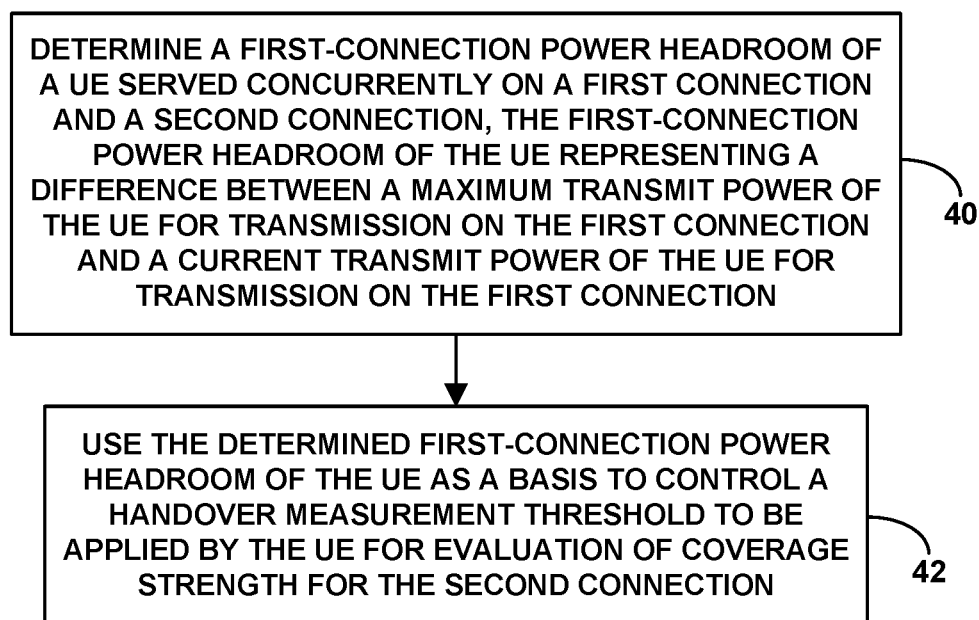 DETERMINE A FIRST-CONNECTION POWER HEADROOM OF
A UE SERVED CONCURRENTLY ON A FIRST CONNECTION
AND A SECOND CONNECTION, THE FIRST-CONNECTION
POWER HEADROOM OF THE UE REPRESENTING A
DIFFERENCE BETWEEN A MAXIMUM TRANSMIT POWER OF
THE UE FOR TRANSMISSION ON THE FIRST CONNECTION
AND A CURRENT TRANSMIT POWER OF THE UE FOR
TRANSMISSION ON THE FIRST CONNECTION
40
USE THE DETERMINED FIRST-CONNECTION POWER
HEADROOM OF THE UE AS A BASIS TO CONTROL A
HANDOVER MEASUREMENT THRESHOLD TO BE
APPLIED BY THE UE FOR EVALUATION OF COVERAGE
STRENGTH FOR THE SECOND CONNECTION
42